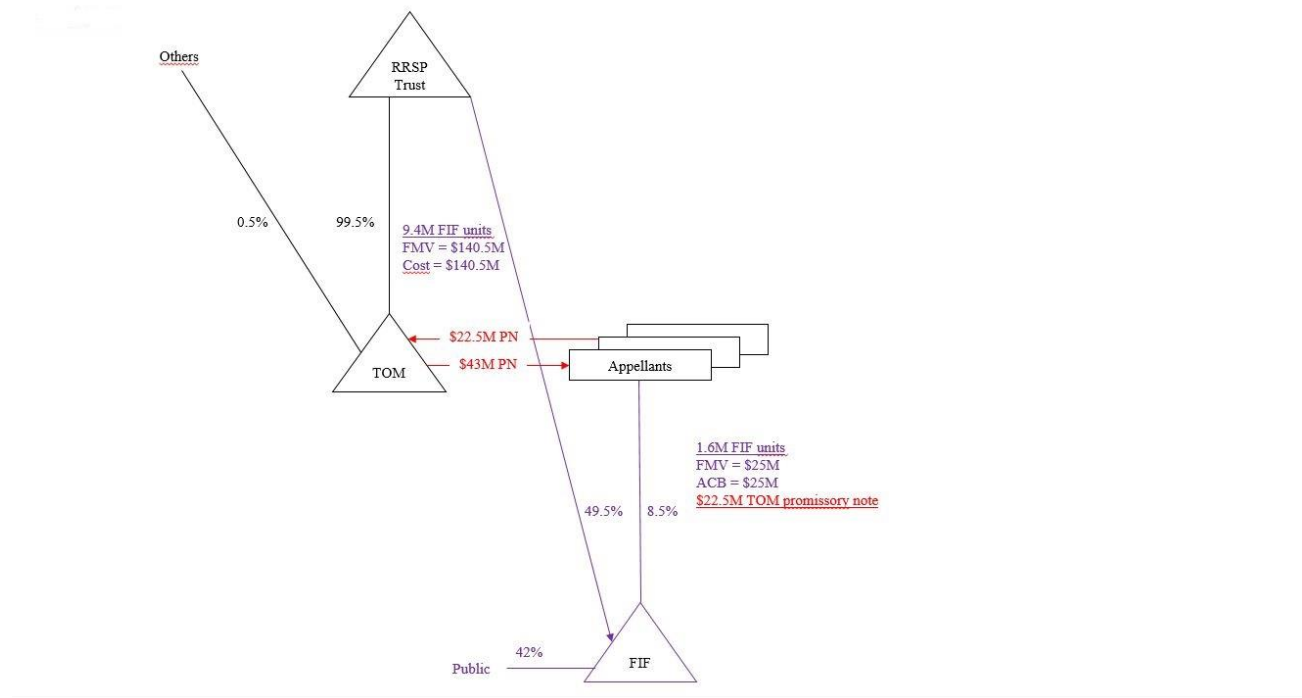 Others
RRSP
Trust
0.5%
99.5%
9.4M FIF units
FMV = $140.5M
Cost = $140.5M
$22.5M PN
$43M PN
TOM
Appellants
1.6M FIF units
FMV = $25M
ACB = $25M
$22.5M TOM promissory note
49.5%
8.5%
42%
Public
FIF